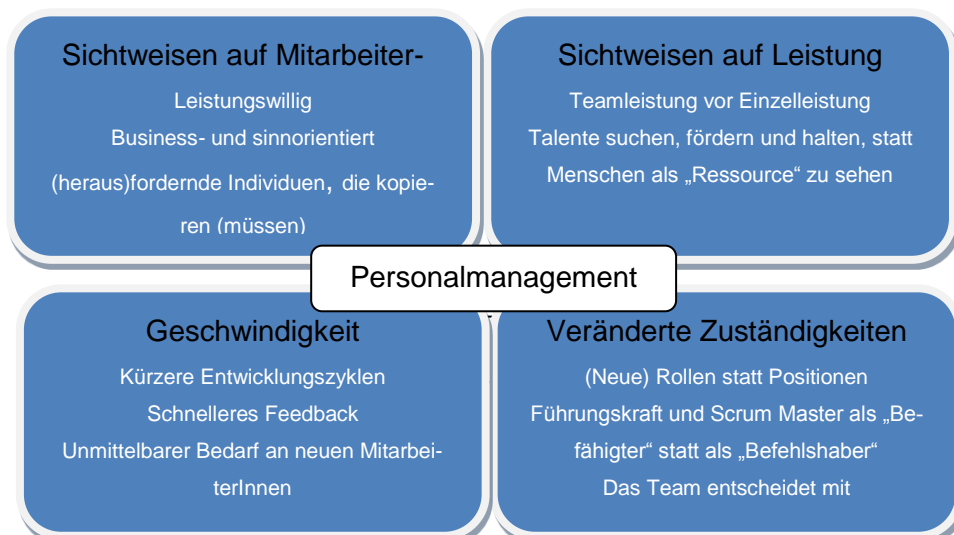 Sichtweisen auf Mitarbeiter-
Leistungswillig
Business- und sinnorientiert
(heraus)fordernde Individuen, die kopie-
ren (müssen)
Sichtweisen auf Leistung
Teamleistung vor Einzelleistung
Talente suchen, fördern und halten, statt
Menschen als „Ressource“ zu sehen
Personalmanagement
Geschwindigkeit
Kürzere Entwicklungszyklen
Schnelleres Feedback
Unmittelbarer Bedarf an neuen Mitarbei-
terInnen
Veränderte Zuständigkeiten
(Neue) Rollen statt Positionen
Führungskraft und Scrum Master als „Be-
fähigter“ statt als „Befehlshaber“
Das Team entscheidet mit